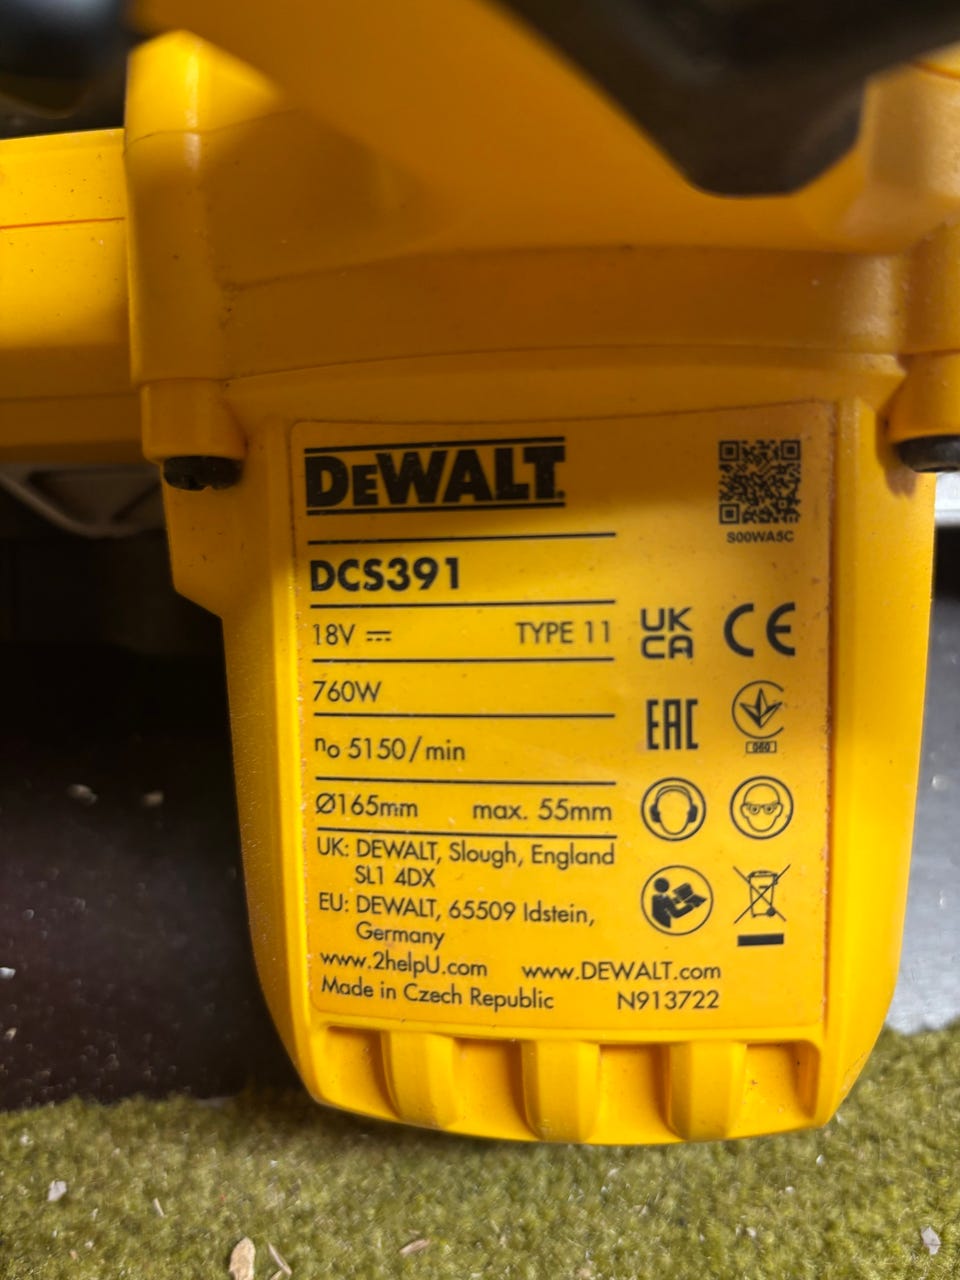 DEWALT
S00WA5C
DCS391
18V ⎓ TYPE 11
UK
CA
CE
760W
EAC
n₀ 5150/min
060
Ø165mm max. 55mm
UK: DEWALT, Slough, England
SL1 4DX
EU: DEWALT, 65509 Idstein,
Germany
www.2helpU.com www.DEWALT.com
Made in Czech Republic N913722